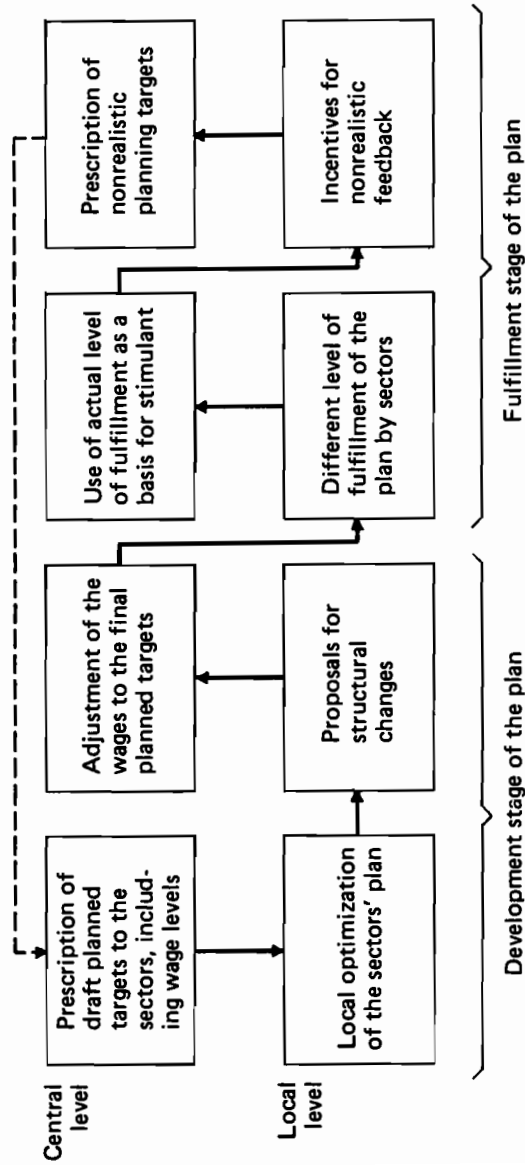 Central
level
Prescription of
draft planned
targets to the
sectors, includ-
ing wage levels
Adjustment of the
wages to the final
planned targets
Use of actual level
of fulfillment as a
basis for stimulant
Prescription of
nonrealistic
planning targets
Local
level
Local optimization
of the sectors' plan
Proposals for
structural
changes
Different level of
fulfillment of the
plan by sectors
Incentives for
nonrealistic
feedback
Development stage of the plan
Fulfillment stage of the plan